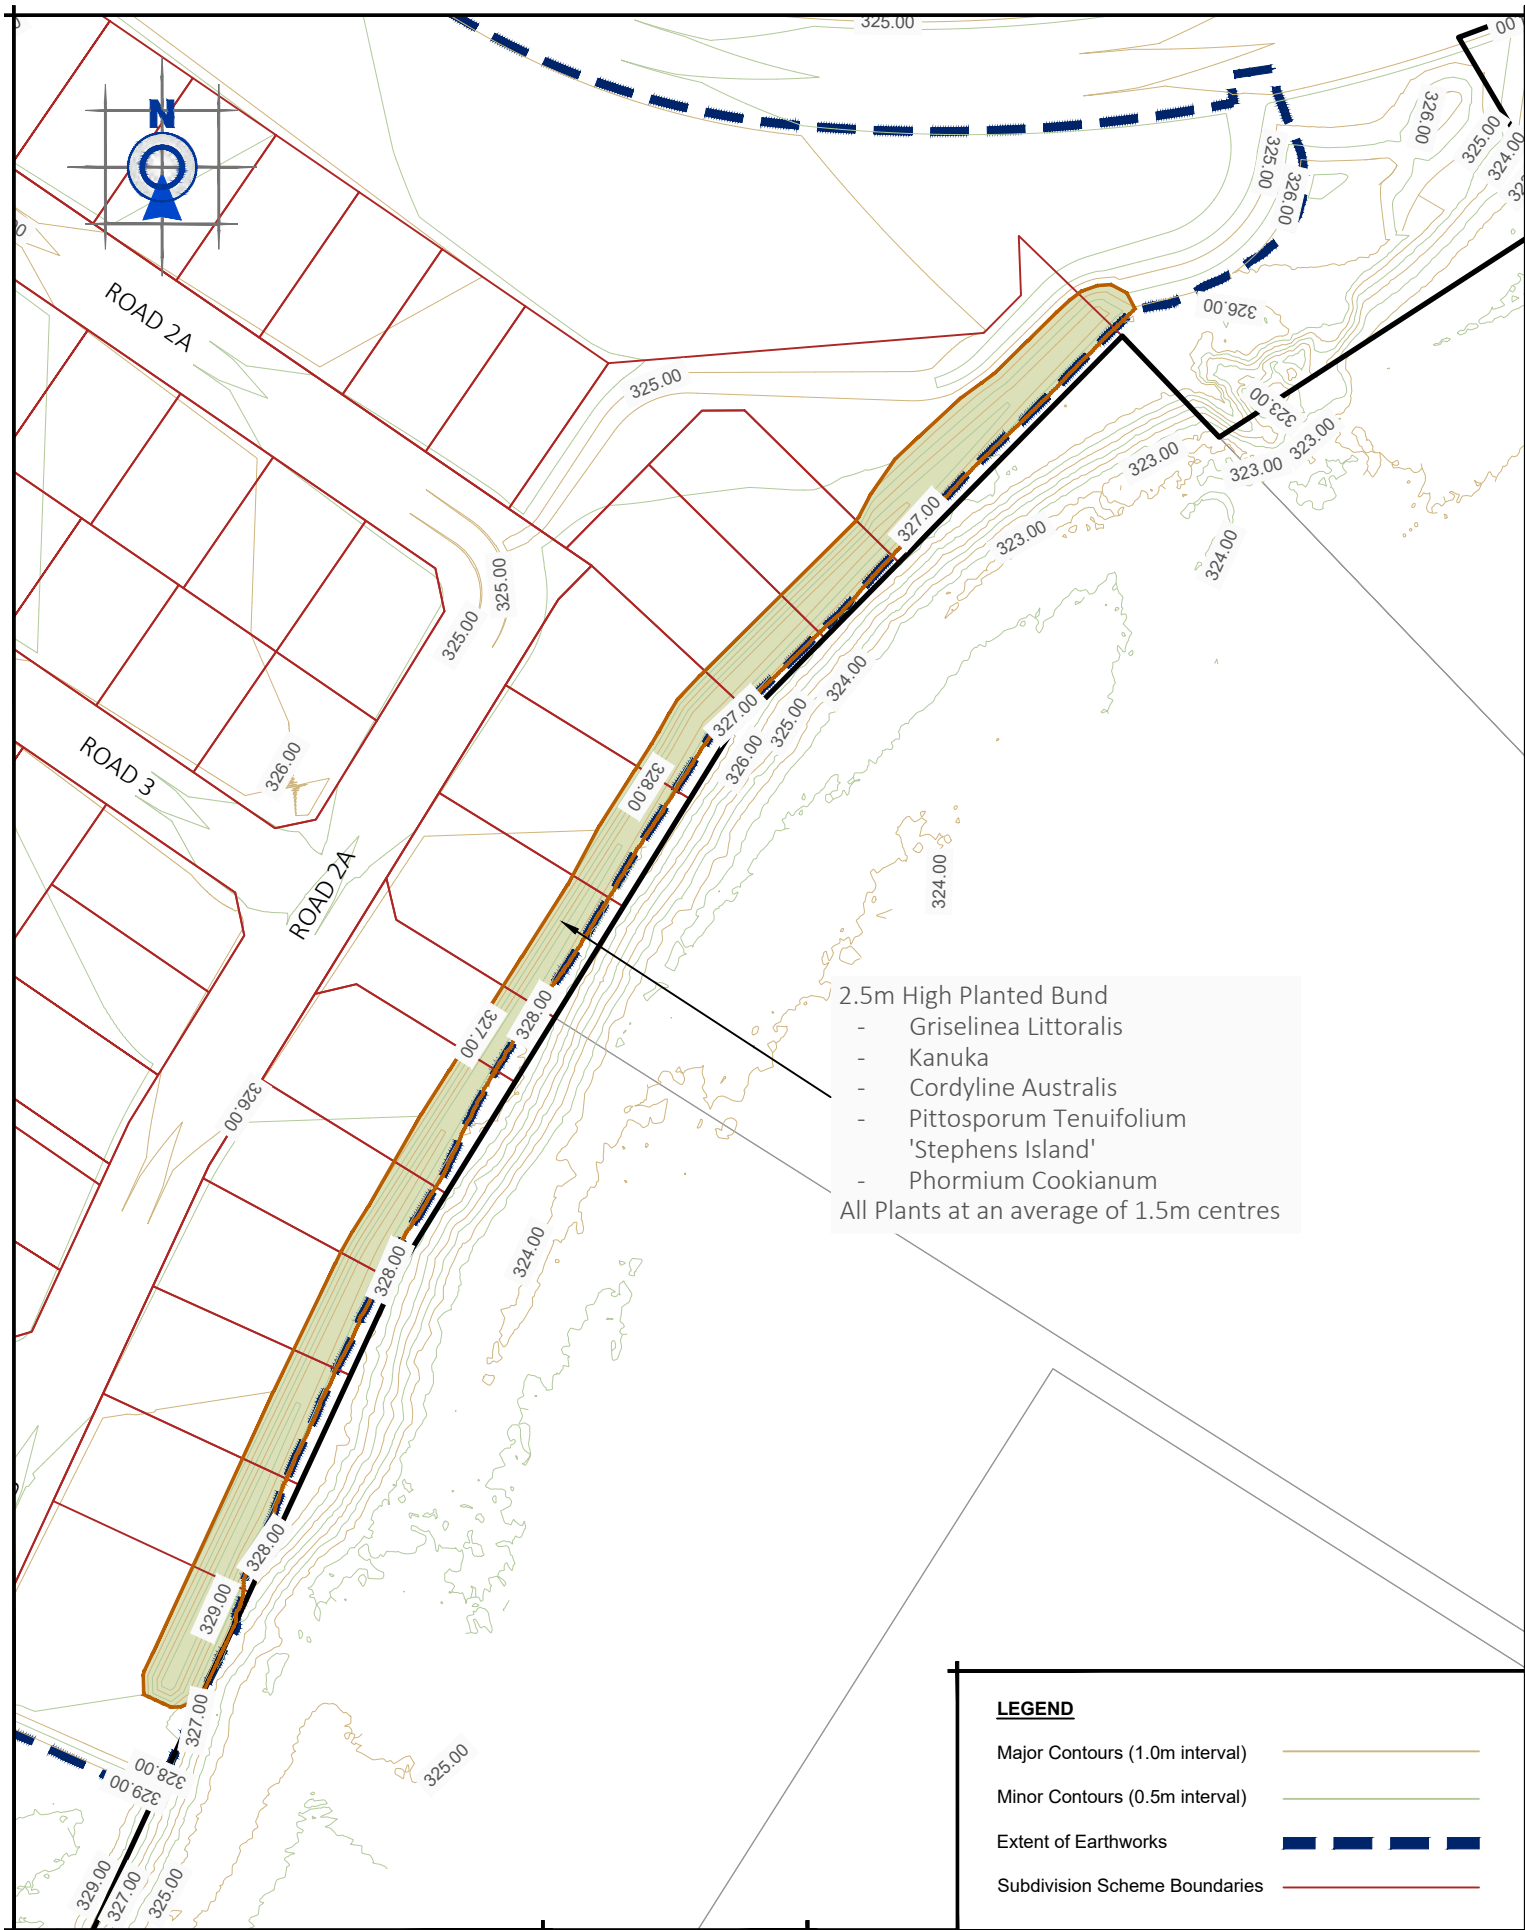 325.00
00
N
326.00
325.00
324.00
325.00
326.00
00
ROAD 2A
326.00
325.00
323.00
323.00
323.00
323.00
327.00
323.00
324.00
325.00
325.00
324.00
327.00
325.00
326.00
ROAD 3
326.00
328.00
ROAD 2A
324.00
2.5m High Planted Bund
- Griselinea Littoralis
- Kanuka
- Cordyline Australis
- Pittosporum Tenuifolium
'Stephens Island'
- Phormium Cookianum
All Plants at an average of 1.5m centres
328.00
327.00
326.00
324.00
328.00
328.00
329.00
327.00
325.00
328.00
329.00
329.00
327.00
325.00
LEGEND
Major Contours (1.0m interval)
Minor Contours (0.5m interval)
Extent of Earthworks
Subdivision Scheme Boundaries